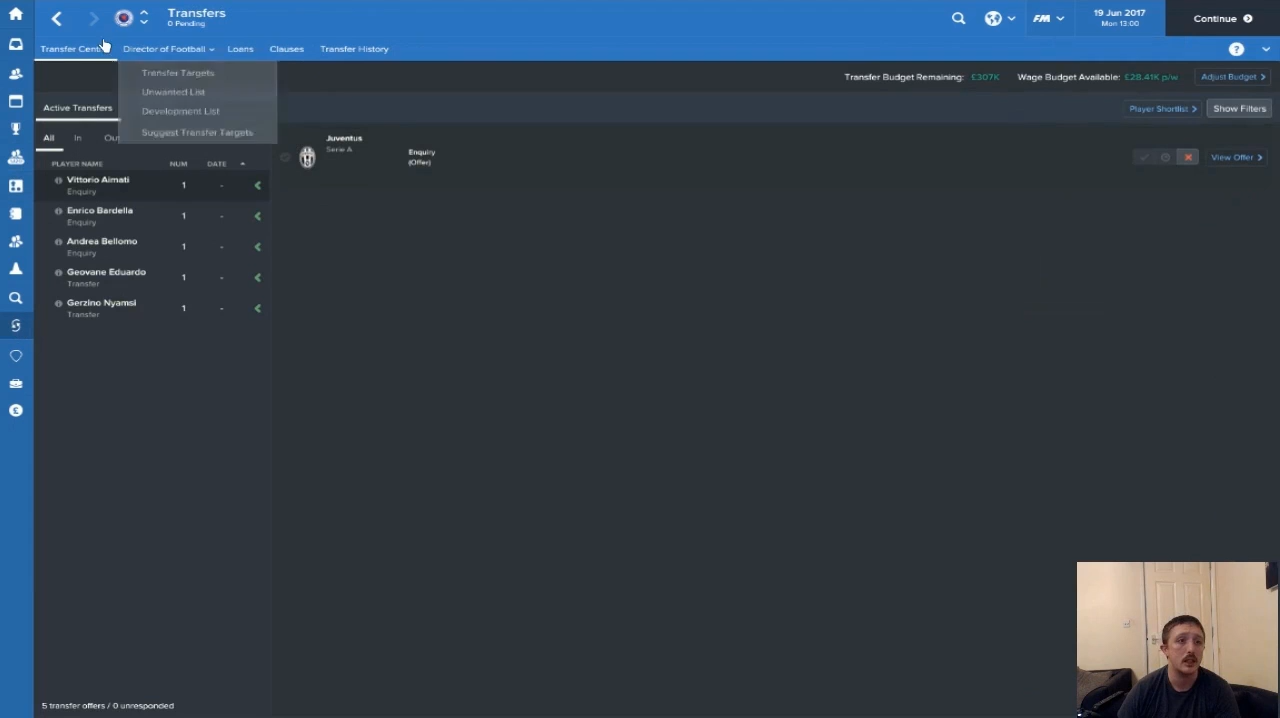 Transfers
0 Pending
FM
19 Jun 2017
Mon 13:00
Continue
Transfer Cent
Director of Football
Loans
Clauses
Transfer History
?
Transfer Targets
Unwanted List
Development List
Suggest Transfer Targets
Transfer Budget Remaining: £307K
Wage Budget Available: £28.41K p/w
Adjust Budget
Active Transfers
Player Shortlist
Show Filters
All
In
Ou
PLAYER NAME
NUM
DATE
Juventus
Serie A
Enquiry
(Offer)
View Offer
Vittorio Aimati
1
-
Enquiry
Enrico Bardella
1
-
Enquiry
Andrea Bellomo
1
-
Enquiry
Geovane Eduardo
1
-
Transfer
Gerzino Nyamsi
1
-
Transfer
5 transfer offers / 0 unresponded